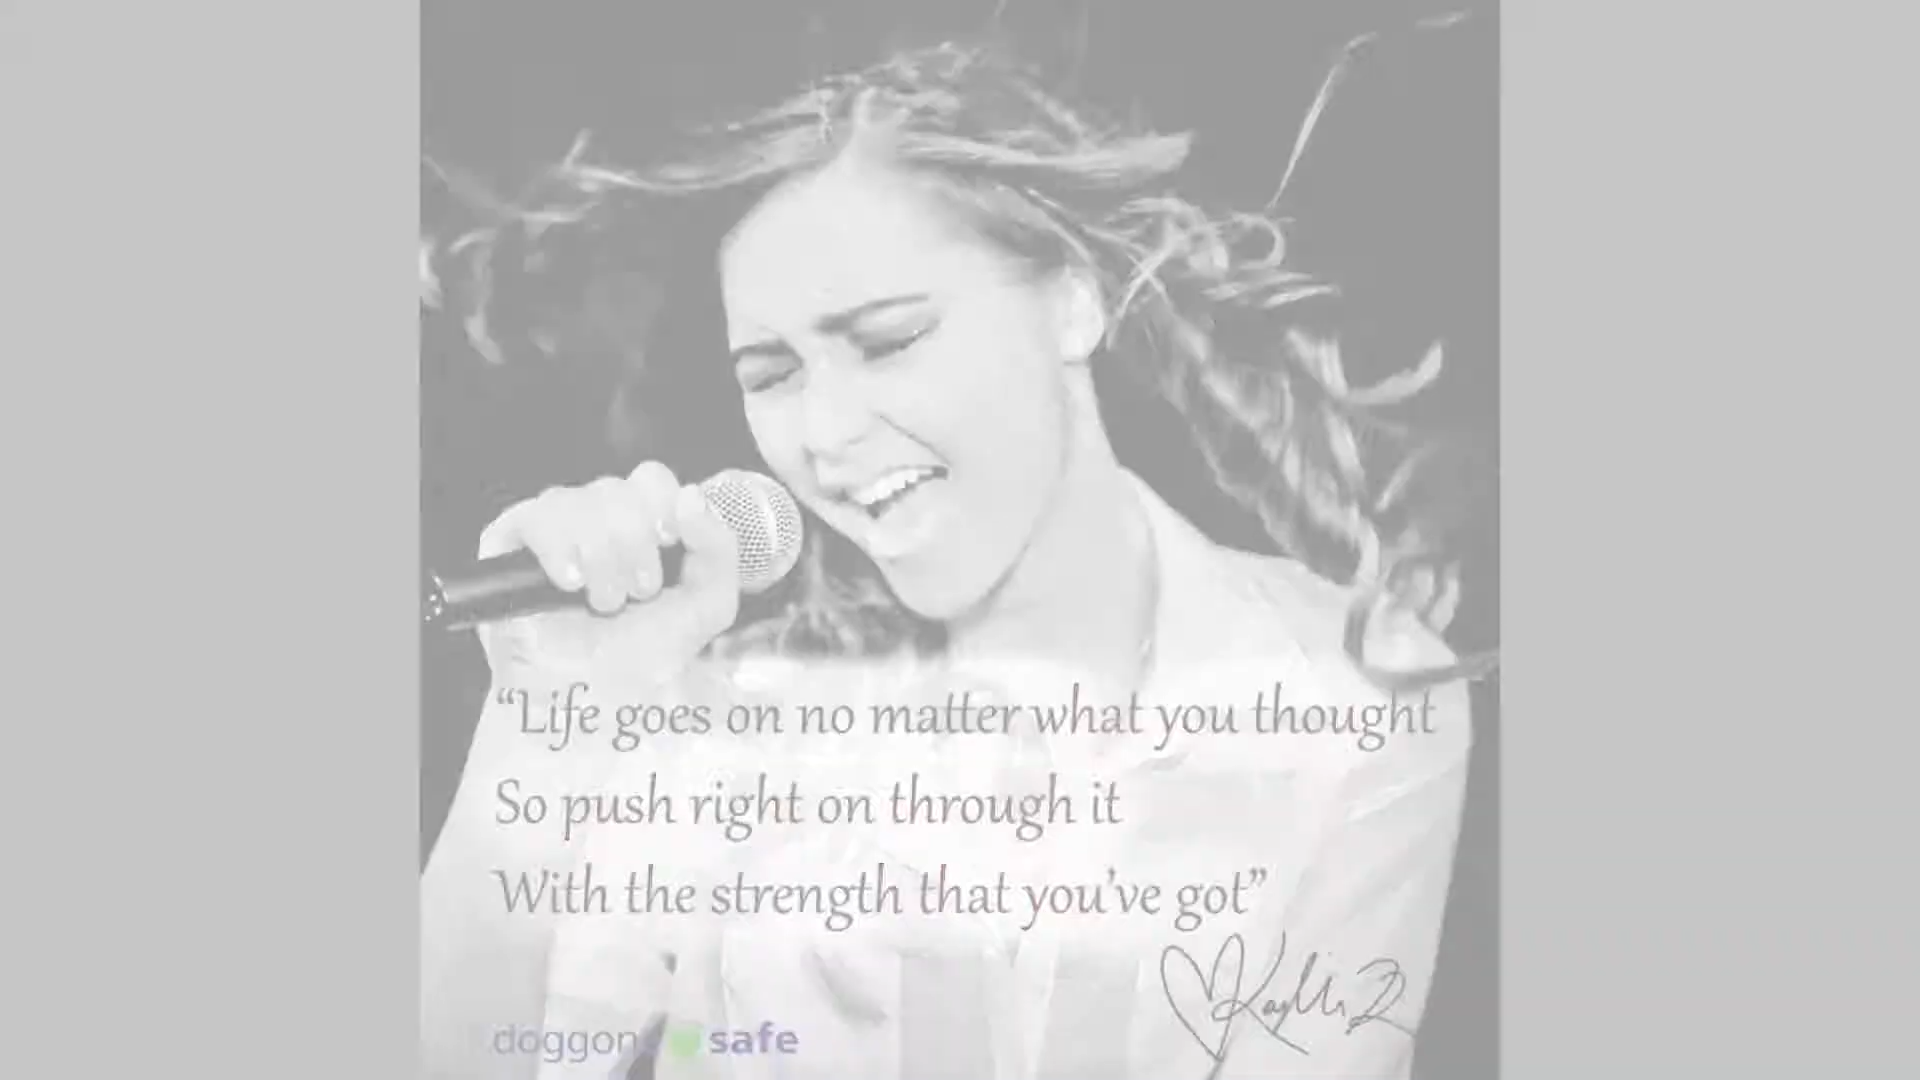 “Life goes on no matter what you thought
So push right on through it
With the strength that you’ve got”
doggone safe